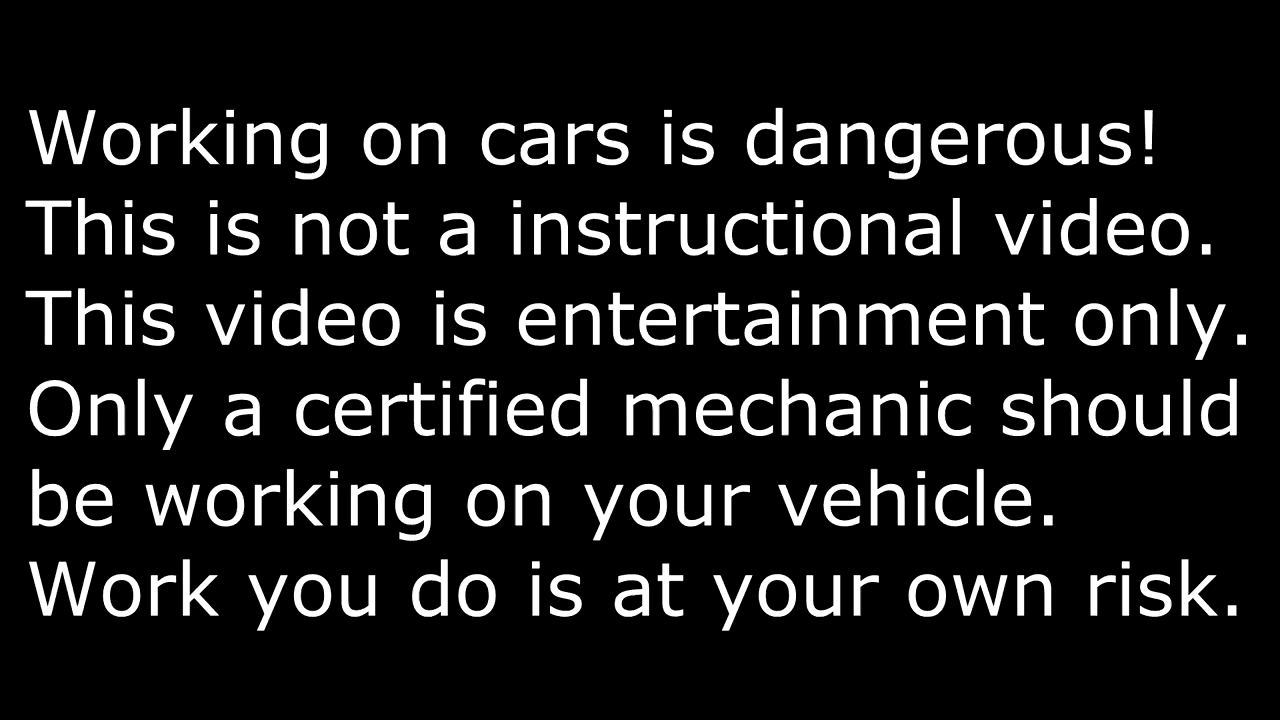 Working on cars is dangerous!
This is not a instructional video.
This video is entertainment only.
Only a certified mechanic should
be working on your vehicle.
Work you do is at your own risk.